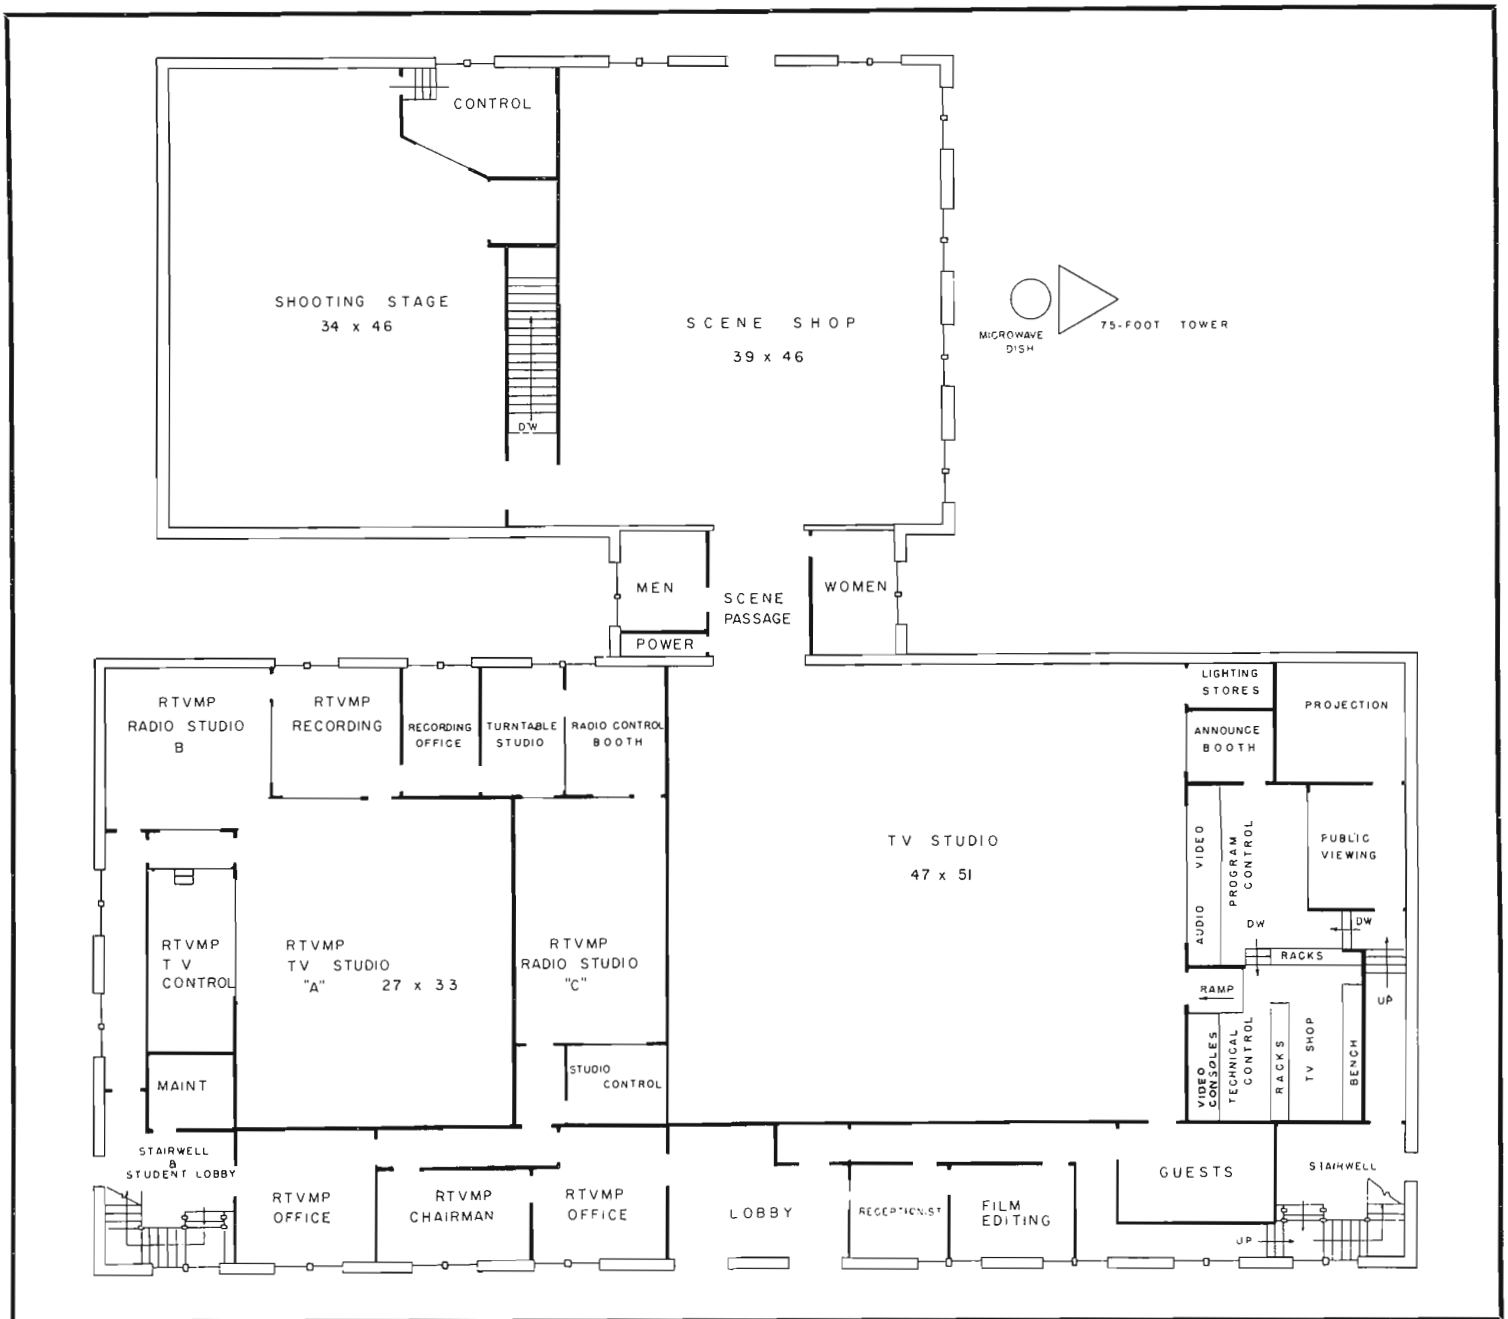 CONTROL
SHOOTING STAGE
34 x 46
SCENE SHOP
39 x 46
DW
MICROWAVE
DISH
75-FOOT TOWER
MEN
SCENE
PASSAGE
WOMEN
POWER
RTVMP
RADIO STUDIO
B
RTVMP
RECORDING
RECORDING
OFFICE
TURNTABLE
STUDIO
RADIO CONTROL
BOOTH
LIGHTING
STORES
PROJECTION
ANNOUNCE
BOOTH
TV STUDIO
47 x 51
AUDIO VIDEO
PROGRAM
CONTROL
PUBLIC
VIEWING
DW
DW
RACKS
RAMP
UP
RTVMP
TV
CONTROL
RTVMP
TV STUDIO
"A" 27 x 33
RTVMP
RADIO STUDIO
"C"
VIDEO
CONSOLES
TECHNICAL
CONTROL
RACKS
TV SHOP
BENCH
MAINT
STUDIO
CONTROL
STAIRWELL
&
STUDENT LOBBY
RTVMP
OFFICE
RTVMP
CHAIRMAN
RTVMP
OFFICE
LOBBY
RECEPTIONIST
FILM
EDITING
GUESTS
STAIRWELL
UP